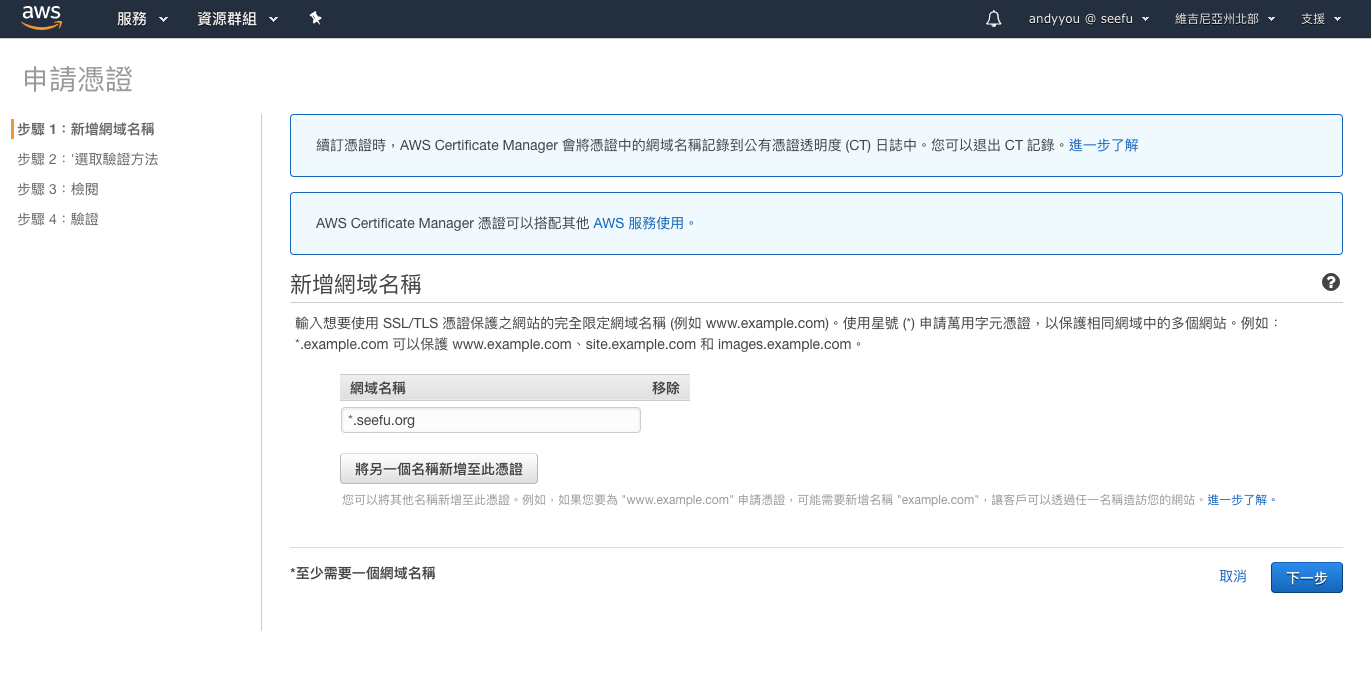 aws 服務 資源群組 andyyou @ seefu 維吉尼亞州北部 支援
申請憑證
步驟 1：新增網域名稱
步驟 2：'選取驗證方法
步驟 3：檢閱
步驟 4：驗證
續訂憑證時，AWS Certificate Manager 會將憑證中的網域名稱記錄到公有憑證透明度 (CT) 日誌中。您可以退出 CT 記錄。進一步了解
AWS Certificate Manager 憑證可以搭配其他 AWS 服務使用。
新增網域名稱
輸入想要使用 SSL/TLS 憑證保護之網站的完全限定網域名稱 (例如 www.example.com)。使用星號 (*) 申請萬用字元憑證，以保護相同網域中的多個網站。例如：
*.example.com 可以保護 www.example.com、site.example.com 和 images.example.com。
網域名稱 移除
*.seefu.org
將另一個名稱新增至此憑證
您可以將其他名稱新增至此憑證。例如，如果您要為 "www.example.com" 申請憑證，可能需要新增名稱 "example.com"，讓客戶可以透過任一名稱造訪您的網站。進一步了解。
*至少需要一個網域名稱
取消 下一步